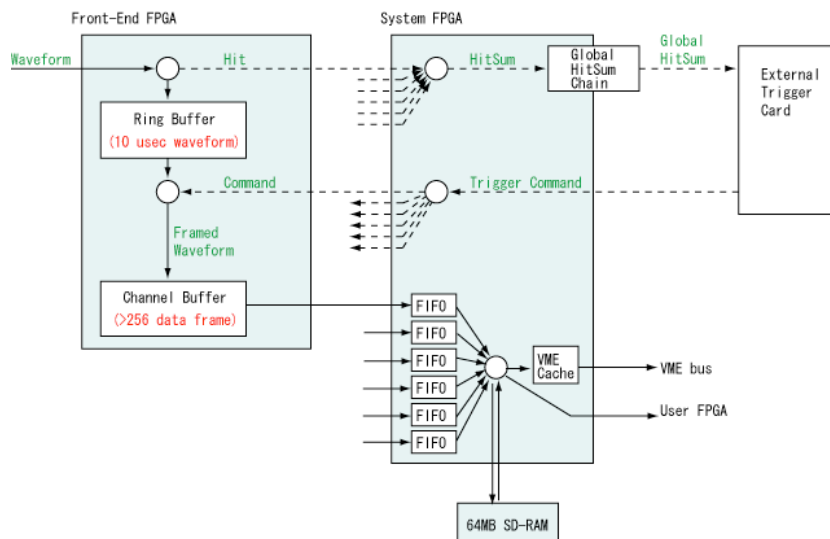 Front-End FPGA
System FPGA
Waveform
Hit
HitSum
Global
HitSum
Chain
Global
HitSum
External
Trigger
Card
Ring Buffer
(10 usec waveform)
Command
Trigger Command
Framed
Waveform
Channel Buffer
(>256 data frame)
FIFO
FIFO
FIFO
FIFO
FIFO
FIFO
VME
Cache
VME bus
User FPGA
64MB SD-RAM